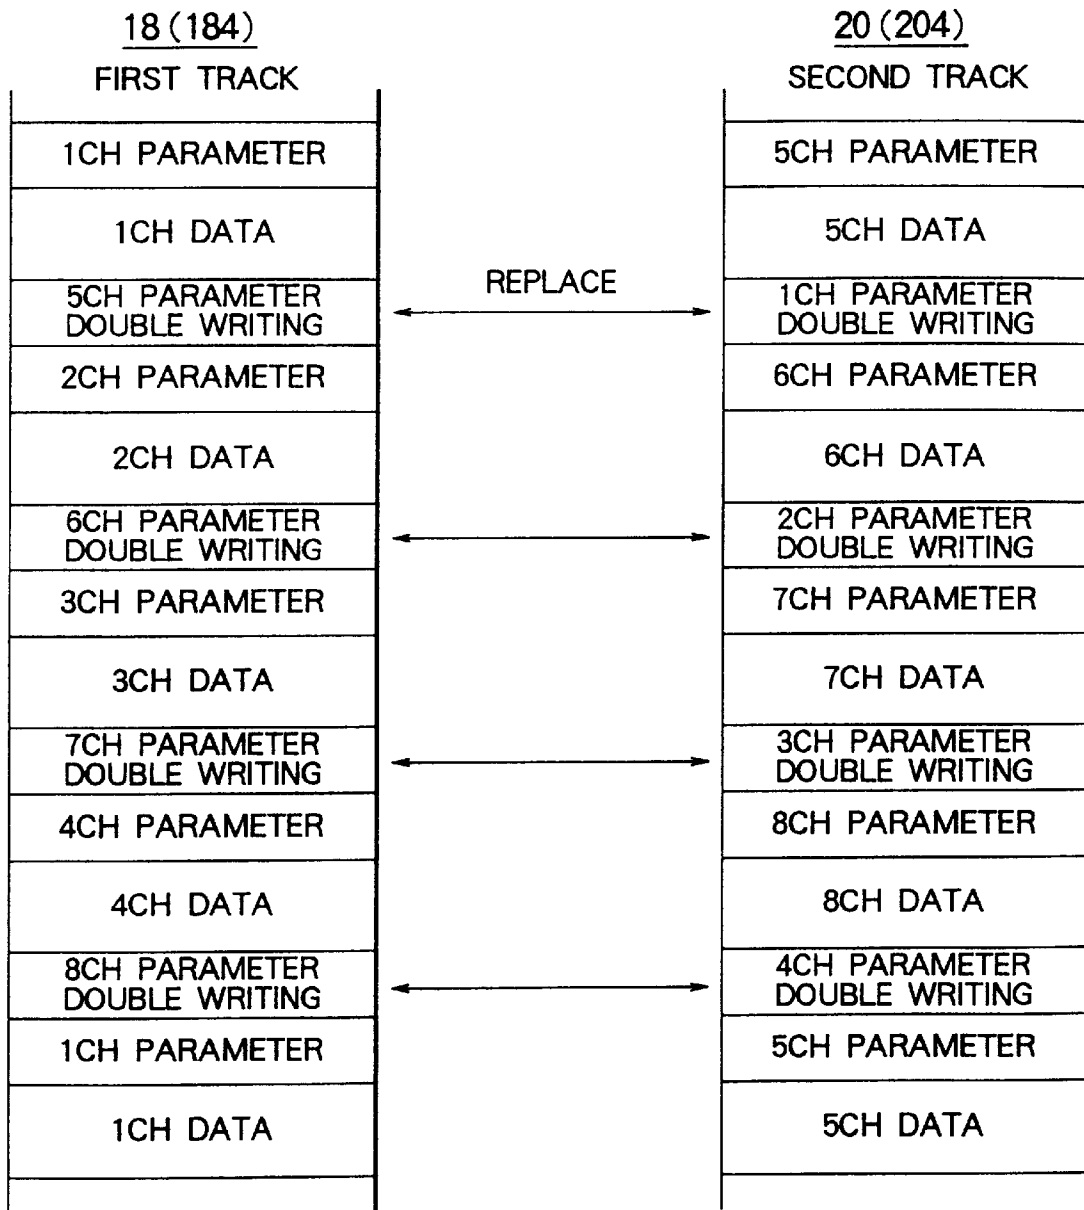 18 (184)
FIRST TRACK
1CH PARAMETER
1CH DATA
5CH PARAMETER
DOUBLE WRITING
2CH PARAMETER
2CH DATA
6CH PARAMETER
DOUBLE WRITING
3CH PARAMETER
3CH DATA
7CH PARAMETER
DOUBLE WRITING
4CH PARAMETER
4CH DATA
8CH PARAMETER
DOUBLE WRITING
1CH PARAMETER
1CH DATA
REPLACE
20 (204)
SECOND TRACK
5CH PARAMETER
5CH DATA
1CH PARAMETER
DOUBLE WRITING
6CH PARAMETER
6CH DATA
2CH PARAMETER
DOUBLE WRITING
7CH PARAMETER
7CH DATA
3CH PARAMETER
DOUBLE WRITING
8CH PARAMETER
8CH DATA
4CH PARAMETER
DOUBLE WRITING
5CH PARAMETER
5CH DATA